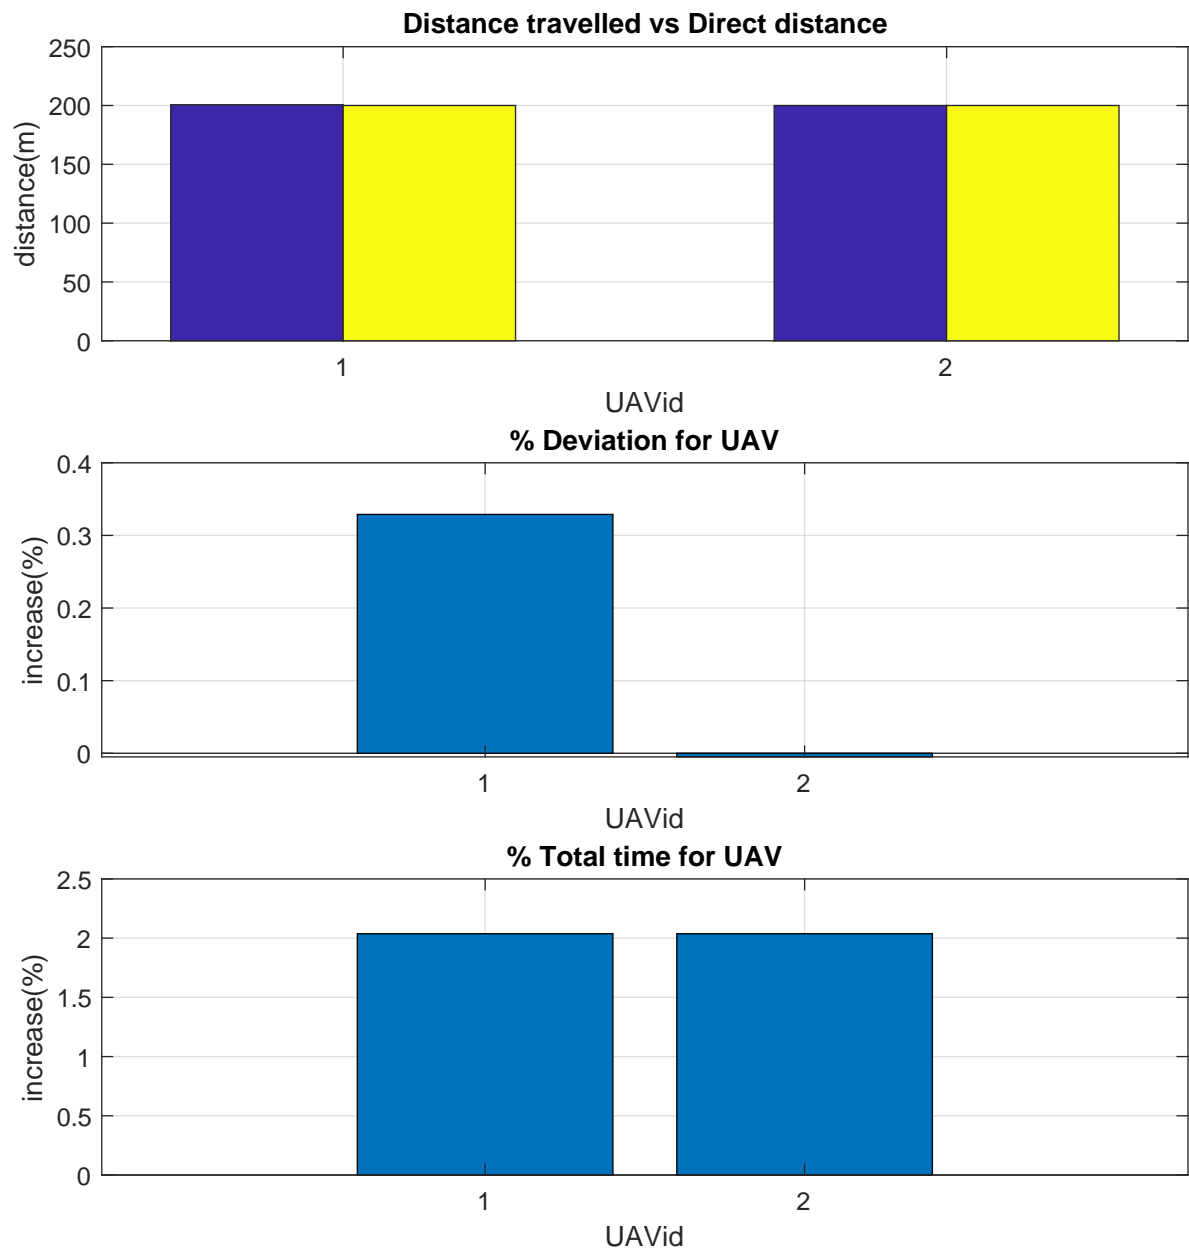 Distance travelled vs Direct distance
250
200
150
100
50
0
distance(m)
1 2
UAVid
% Deviation for UAV
0.4
0.3
0.2
0.1
0
increase(%)
1 2
UAVid
% Total time for UAV
2.5
2
1.5
1
0.5
0
increase(%)
1 2
UAVid